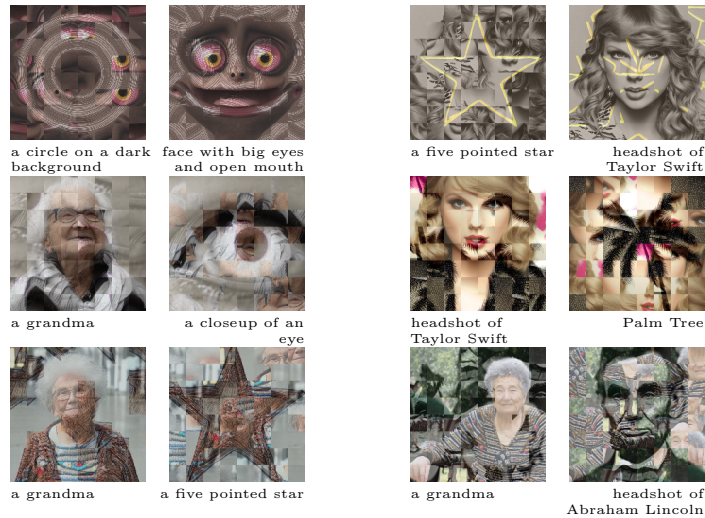 a circle on a dark
background
face with big eyes
and open mouth
a five pointed star
headshot of
Taylor Swift
a grandma
a closeup of an
eye
headshot of
Taylor Swift
Palm Tree
a grandma
a five pointed star
a grandma
headshot of
Abraham Lincoln